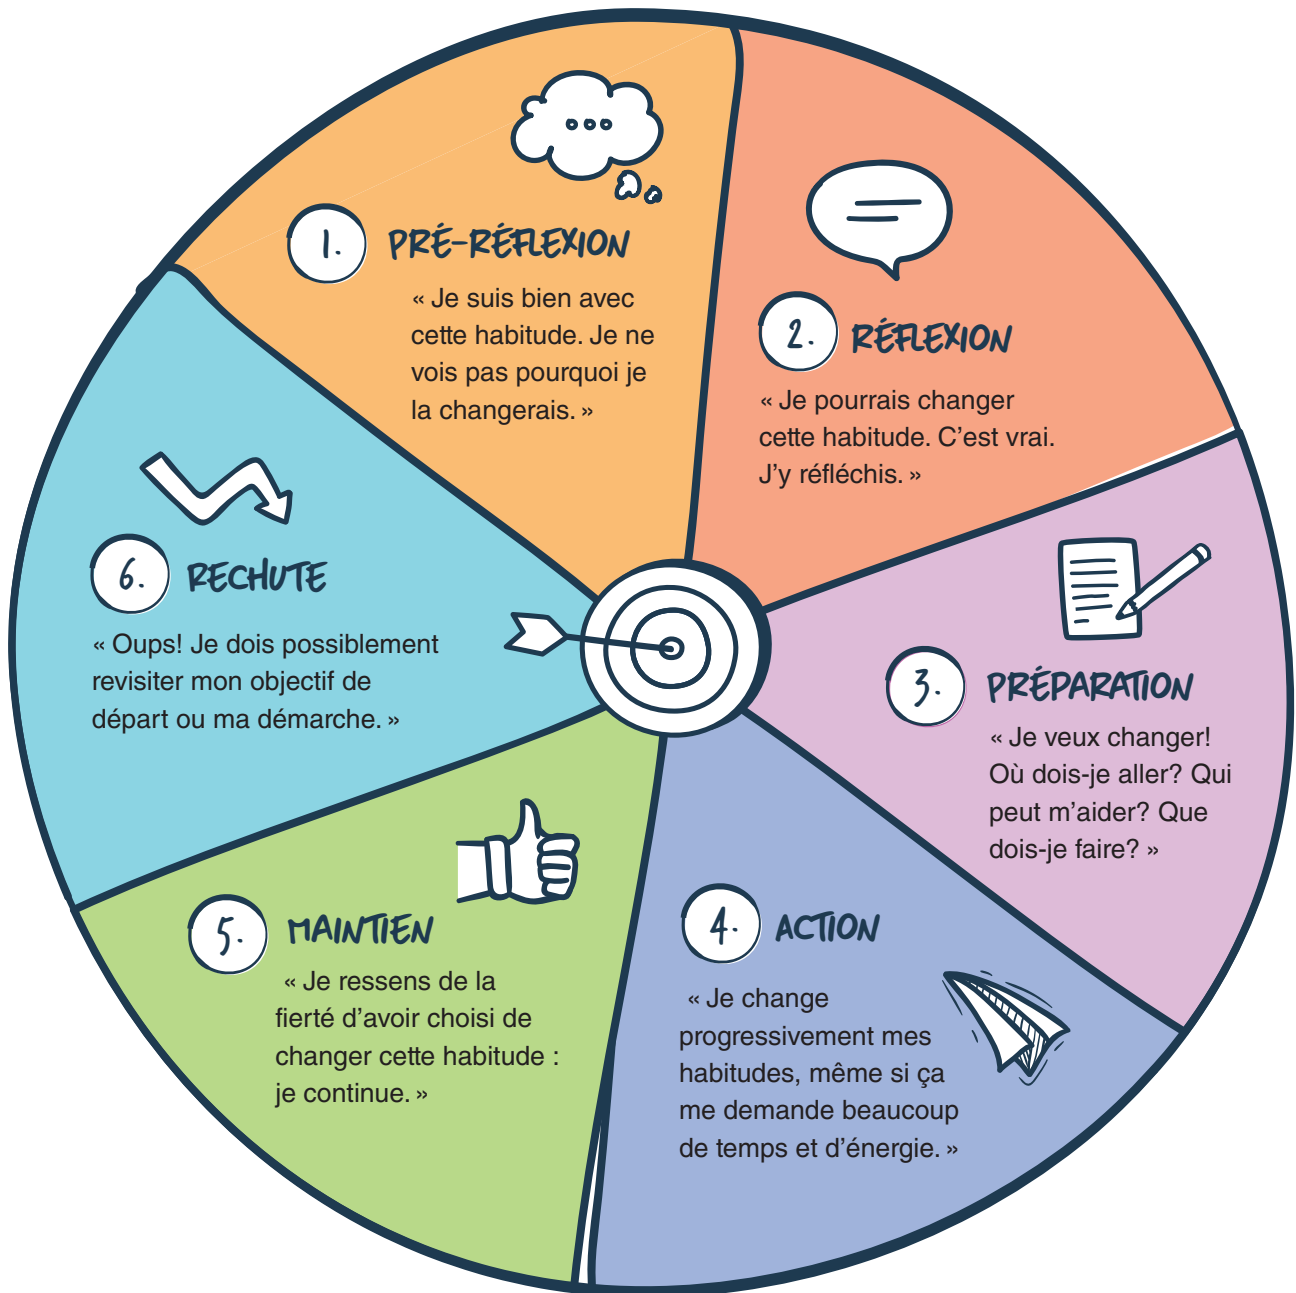 1. PRÉ-RÉFLEXION
« Je suis bien avec
cette habitude. Je ne
vois pas pourquoi je
la changerais. »
2. RÉFLEXION
« Je pourrais changer
cette habitude. C’est vrai.
J’y réfléchis. »
3. PRÉPARATION
« Je veux changer!
Où dois-je aller? Qui
peut m’aider? Que
dois-je faire? »
4. ACTION
« Je change
progressivement mes
habitudes, même si ça
me demande beaucoup
de temps et d’énergie. »
5. MAINTIEN
« Je ressens de la
fierté d’avoir choisi de
changer cette habitude :
je continue. »
6. RECHUTE
« Oups! Je dois possiblement
revisiter mon objectif de
départ ou ma démarche. »